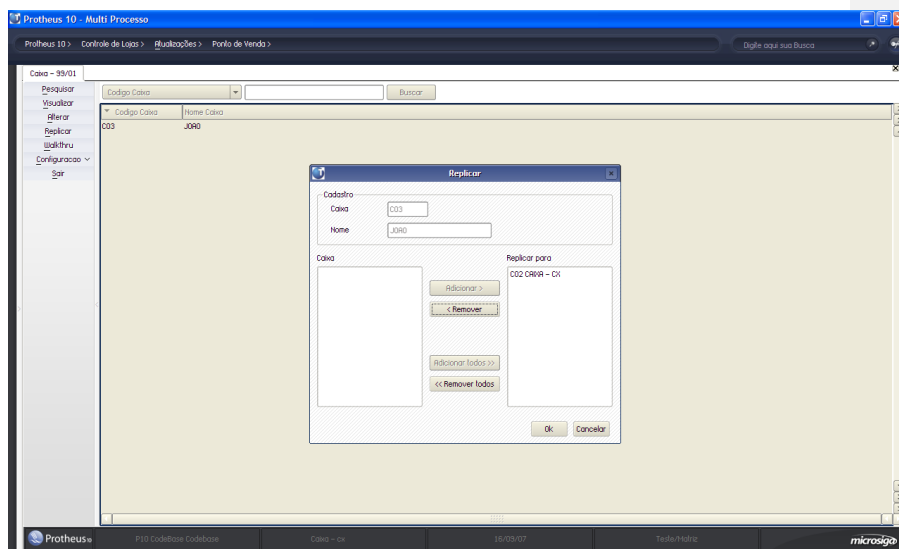 Protheus 10 - Multi Processo
Protheus 10 > Controle de Lojas > Atualizações > Ponto de Venda > Digite aqui sua Busca
Caixa - 99/01
Pesquisar
Visualizar
Alterar
Replicar
Walkthru
Configuracao
Sair
Codigo Caixa Buscar
Codigo Caixa Nome Caixa
C03 JOAO
Replicar
Cadastro
Caixa C03
Nome JOAO
Caixa Replicar para
C02 CAIXA - CX
Adicionar >
< Remover
Adicionar todos >>
<< Remover todos
Ok Cancelar
Protheus10 P10 CodeBase Codebase Caixa - cx 16/09/07 Teste/Matriz microsiga